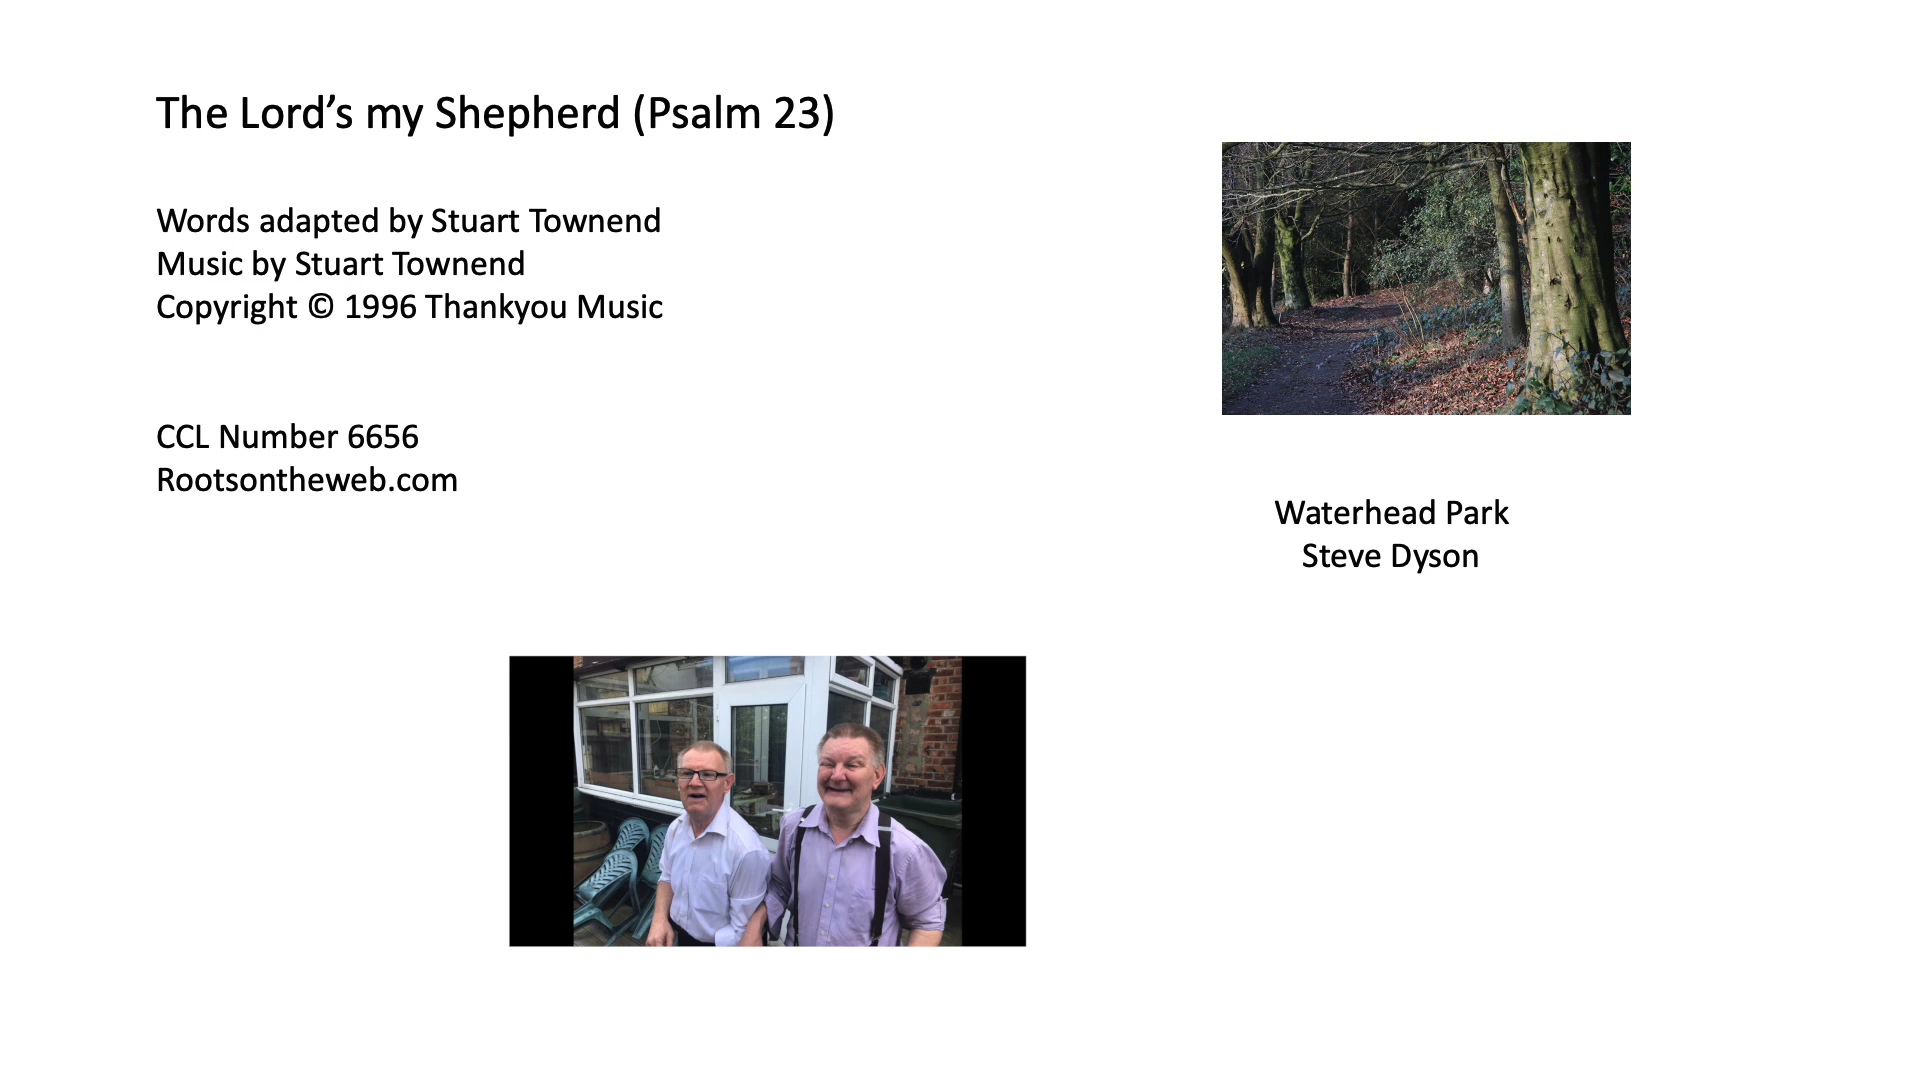 The Lord’s my Shepherd (Psalm 23)
Words adapted by Stuart Townend
Music by Stuart Townend
Copyright © 1996 Thankyou Music
CCL Number 6656
Rootsontheweb.com
Waterhead Park
Steve Dyson